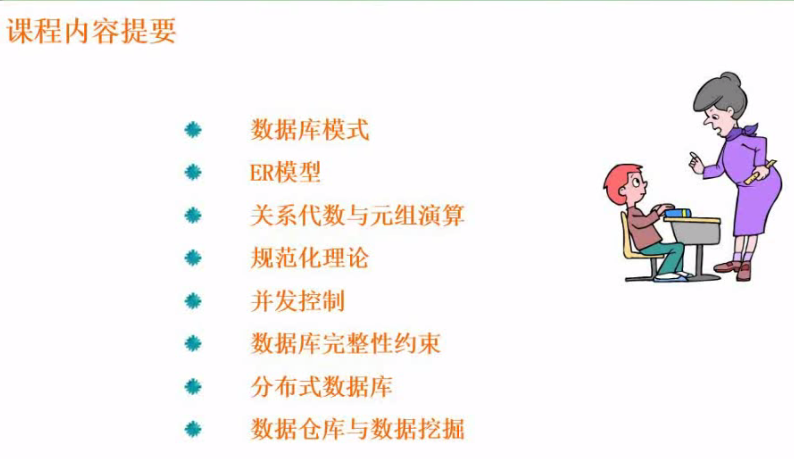 课程内容提要
数据库模式
ER模型
关系代数与元组演算
规范化理论
并发控制
数据库完整性约束
分布式数据库
数据仓库与数据挖掘